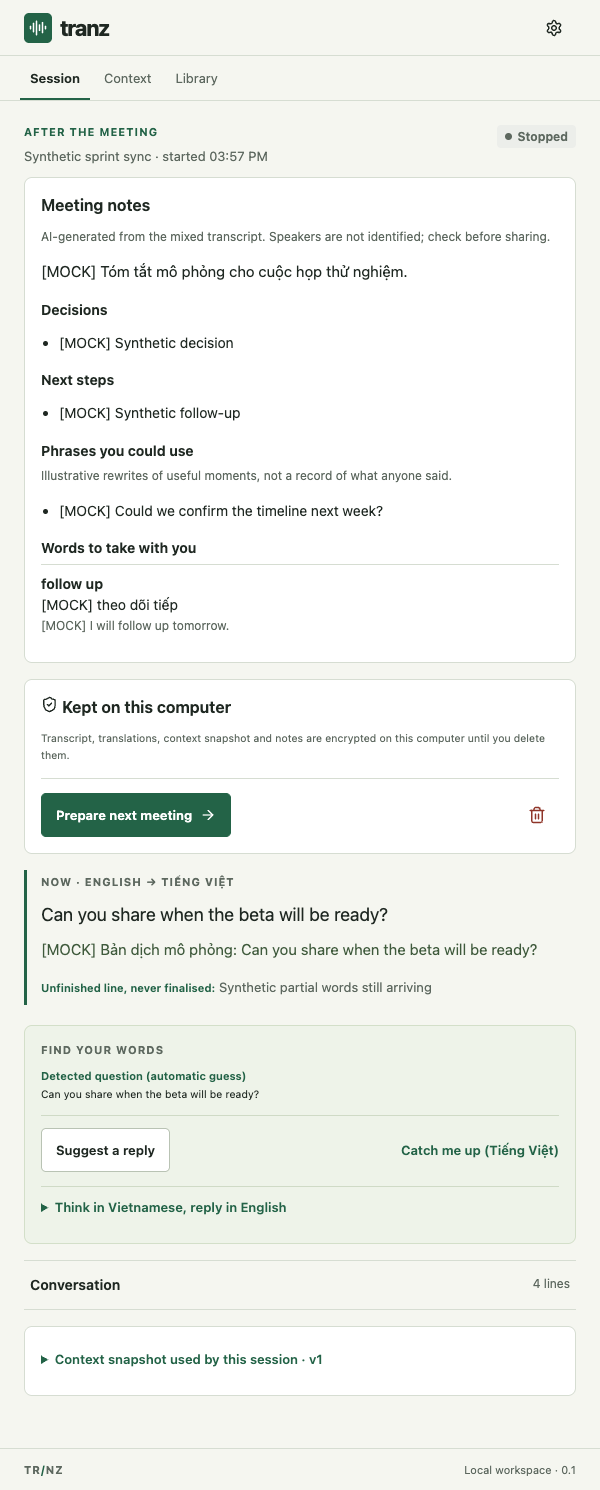 tranz
Session Context Library
AFTER THE MEETING
Stopped
Synthetic sprint sync · started 03:57 PM
Meeting notes
AI-generated from the mixed transcript. Speakers are not identified; check before sharing.
[MOCK] Tóm tắt mô phỏng cho cuộc họp thử nghiệm.
Decisions
• [MOCK] Synthetic decision
Next steps
• [MOCK] Synthetic follow-up
Phrases you could use
Illustrative rewrites of useful moments, not a record of what anyone said.
• [MOCK] Could we confirm the timeline next week?
Words to take with you
follow up
[MOCK] theo dõi tiếp
[MOCK] I will follow up tomorrow.
Kept on this computer
Transcript, translations, context snapshot and notes are encrypted on this computer until you delete
them.
Prepare next meeting →
NOW · ENGLISH → TIẾNG VIỆT
Can you share when the beta will be ready?
[MOCK] Bản dịch mô phỏng: Can you share when the beta will be ready?
Unfinished line, never finalised: Synthetic partial words still arriving
FIND YOUR WORDS
Detected question (automatic guess)
Can you share when the beta will be ready?
Suggest a reply
Catch me up (Tiếng Việt)
▶ Think in Vietnamese, reply in English
Conversation
4 lines
▶ Context snapshot used by this session · v1
TR/NZ
Local workspace · 0.1